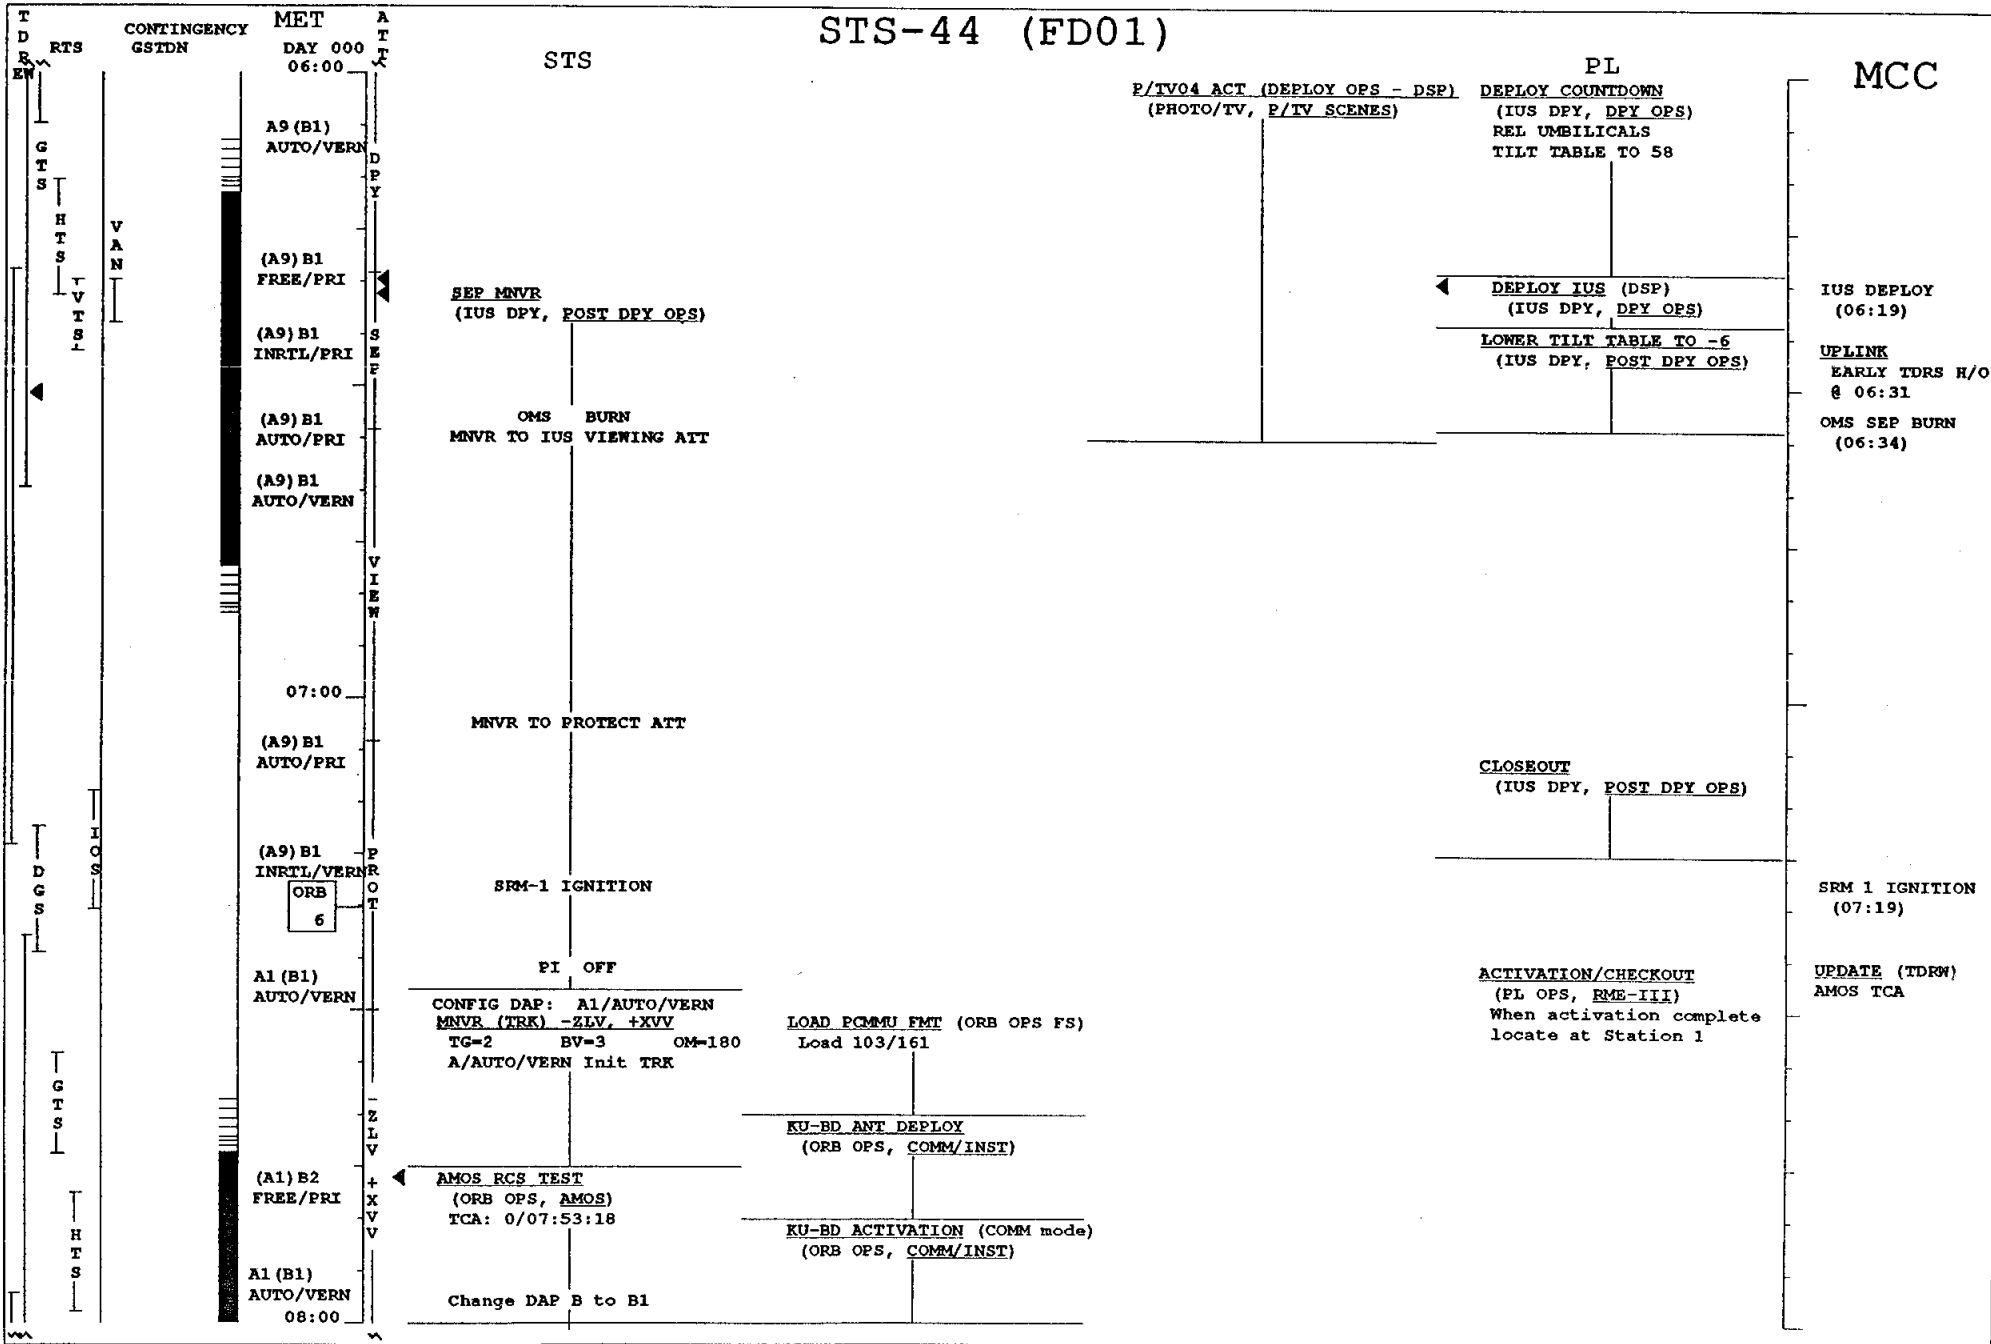 STS-44 (FD01)
TDR
EW
RTS
CONTINGENCY
GSTDN
MET
DAY 000
06:00
ATT
STS
PL
MCC
GTS
HTS
TVTS
VAN
DGS
IOS
GTS
HTS
A9(B1)
AUTO/VERN
(A9)B1
FREE/PRI
(A9)B1
INRTL/PRI
(A9)B1
AUTO/PRI
(A9)B1
AUTO/VERN
07:00
(A9)B1
AUTO/PRI
(A9)B1
INRTL/VERN
ORB
6
A1(B1)
AUTO/VERN
(A1)B2
FREE/PRI
A1(B1)
AUTO/VERN
08:00
DPY
SEP
VIEW
PROT
-ZLV +XVV
SEP MNVR
(IUS DPY, POST DPY OPS)
OMS BURN
MNVR TO IUS VIEWING ATT
MNVR TO PROTECT ATT
SRM-1 IGNITION
PI OFF
CONFIG DAP: A1/AUTO/VERN
MNVR (TRK) -ZLV, +XVV
TG=2 BV=3 OM=180
A/AUTO/VERN Init TRK
AMOS RCS TEST
(ORB OPS, AMOS)
TCA: 0/07:53:18
Change DAP B to B1
LOAD PCMMU FMT (ORB OPS FS)
Load 103/161
KU-BD ANT DEPLOY
(ORB OPS, COMM/INST)
KU-BD ACTIVATION (COMM mode)
(ORB OPS, COMM/INST)
P/TV04 ACT (DEPLOY OPS - DSP)
(PHOTO/TV, P/TV SCENES)
DEPLOY COUNTDOWN
(IUS DPY, DPY OPS)
REL UMBILICALS
TILT TABLE TO 58
DEPLOY IUS (DSP)
(IUS DPY, DPY OPS)
LOWER TILT TABLE TO -6
(IUS DPY, POST DPY OPS)
CLOSEOUT
(IUS DPY, POST DPY OPS)
ACTIVATION/CHECKOUT
(PL OPS, RME-III)
When activation complete
locate at Station 1
IUS DEPLOY
(06:19)
UPLINK
EARLY TDRS H/O
@ 06:31
OMS SEP BURN
(06:34)
SRM 1 IGNITION
(07:19)
UPDATE (TDRW)
AMOS TCA